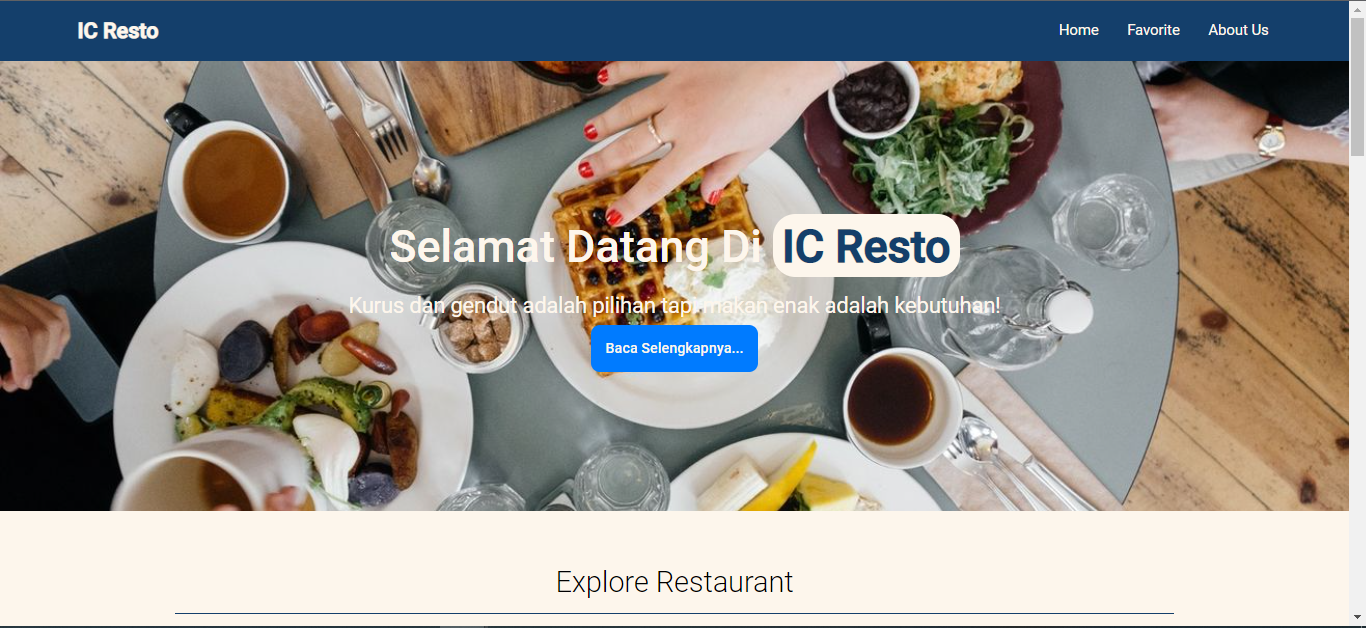 IC Resto
Home Favorite About Us
Selamat Datang Di IC Resto
Kurus dan gendut adalah pilihan tapi makan enak adalah kebutuhan!
Baca Selengkapnya...
Explore Restaurant